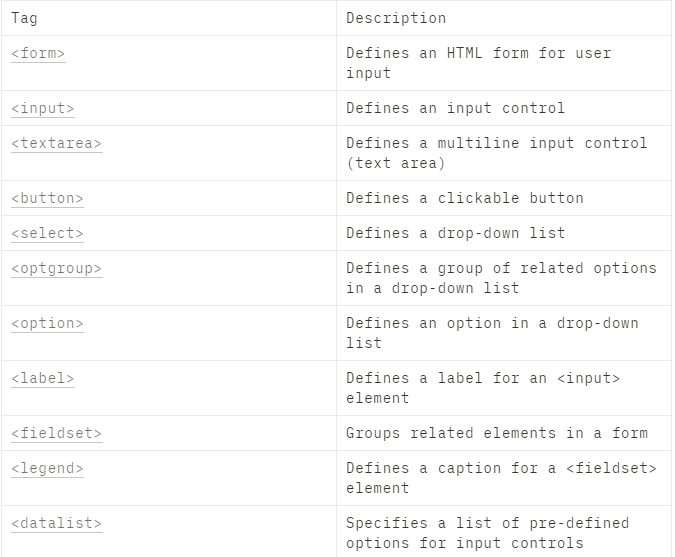 Tag Description
<form> Defines an HTML form for user
input
<input> Defines an input control
<textarea> Defines a multiline input control
(text area)
<button> Defines a clickable button
<select> Defines a drop-down list
<optgroup> Defines a group of related options
in a drop-down list
<option> Defines an option in a drop-down
list
<label> Defines a label for an <input>
element
<fieldset> Groups related elements in a form
<legend> Defines a caption for a <fieldset>
element
<datalist> Specifies a list of pre-defined
options for input controls